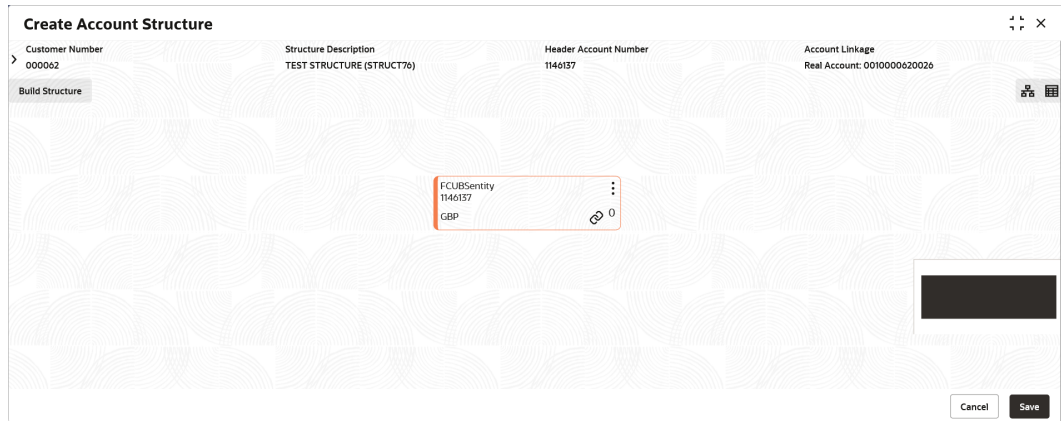 Create Account Structure
Customer Number
000062
Structure Description
TEST STRUCTURE (STRUCT76)
Header Account Number
1146137
Account Linkage
Real Account: 0010000620026
Build Structure
FCUBSentity
1146137
GBP
0
Cancel
Save